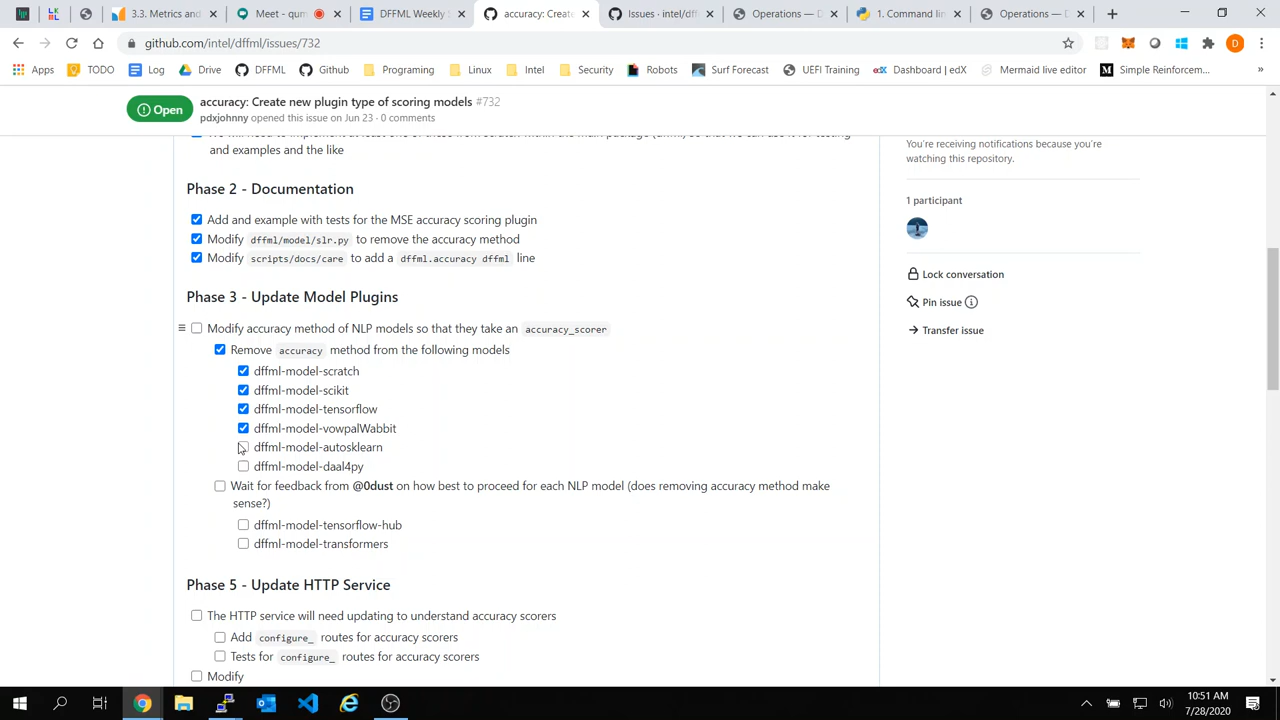 3.3. Metrics and
Meet - qum
DFFML Weekly S
accuracy: Create
Issues · intel/df
Operations —
1. Command lin
Operations — D
github.com/intel/dffml/issues/732
Apps
TODO
Log
Drive
DFFML
Github
Programing
Linux
Intel
Security
Robots
Surf Forecast
UEFI Training
Dashboard | edX
Mermaid live editor
Simple Reinforcem...
Open
accuracy: Create new plugin type of scoring models #732
pdxjohnny opened this issue on Jun 23 · 0 comments
and examples and the like
You're receiving notifications because you're
watching this repository.
Phase 2 - Documentation
Add and example with tests for the MSE accuracy scoring plugin
Modify dffml/model/slr.py to remove the accuracy method
Modify scripts/docs/care to add a dffml.accuracy dffml line
1 participant
Lock conversation
Pin issue
Transfer issue
Phase 3 - Update Model Plugins
Modify accuracy method of NLP models so that they take an accuracy_scorer
Remove accuracy method from the following models
dffml-model-scratch
dffml-model-scikit
dffml-model-tensorflow
dffml-model-vowpalWabbit
dffml-model-autosklearn
dffml-model-daal4py
Wait for feedback from @0dust on how best to proceed for each NLP model (does removing accuracy method make
sense?)
dffml-model-tensorflow-hub
dffml-model-transformers
Phase 5 - Update HTTP Service
The HTTP service will need updating to understand accuracy scorers
Add configure_ routes for accuracy scorers
Tests for configure_ routes for accuracy scorers
Modify
10:51 AM
7/28/2020